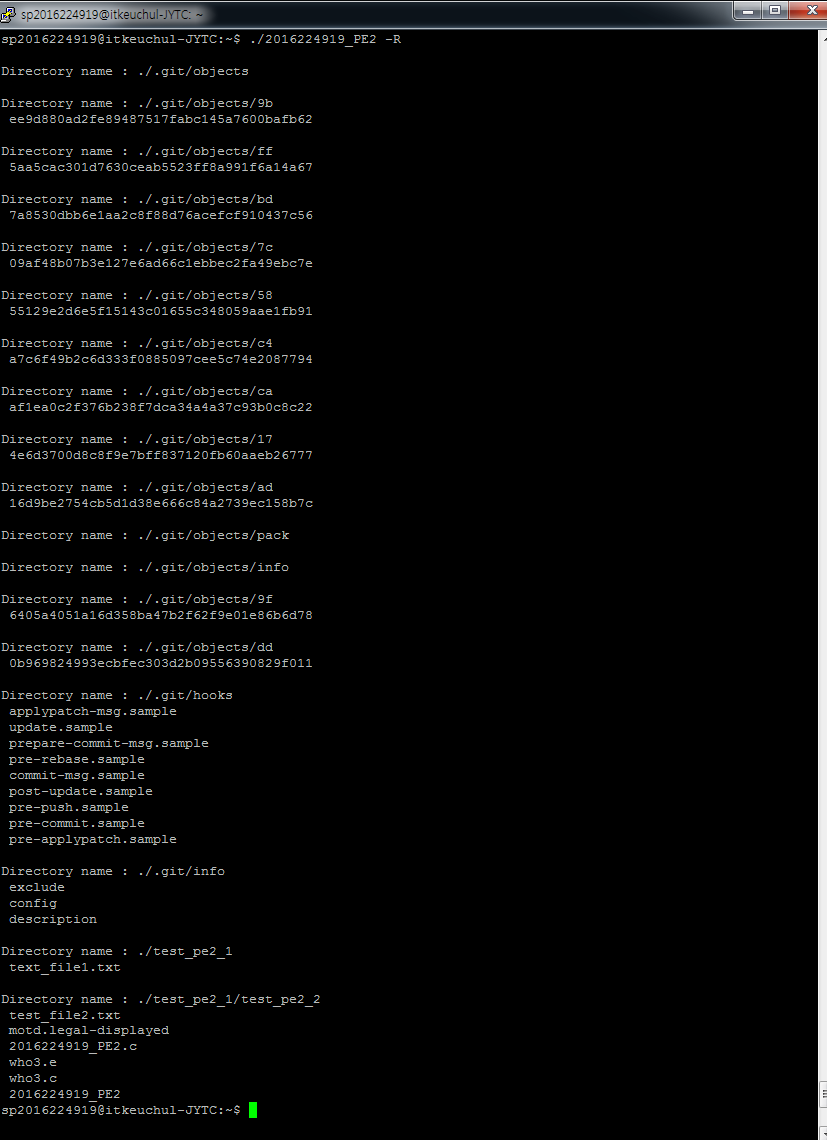 sp2016224919@itkeuchul-JYTC: ~
sp2016224919@itkeuchul-JYTC:~$ ./2016224919_PE2 -R
Directory name : ./.git/objects
Directory name : ./.git/objects/9b
ee9d880ad2fe89487517fabc145a7600bafb62
Directory name : ./.git/objects/ff
5aa5cac301d7630ceab5523ff8a991f6a14a67
Directory name : ./.git/objects/bd
7a8530dbb6e1aa2c8f88d76acefcf910437c56
Directory name : ./.git/objects/7c
09af48b07b3e127e6ad66c1ebbec2fa49ebc7e
Directory name : ./.git/objects/58
55129e2d6e5f15143c01655c348059aae1fb91
Directory name : ./.git/objects/c4
a7c6f49b2c6d333f0885097cee5c74e2087794
Directory name : ./.git/objects/ca
af1ea0c2f376b238f7dca34a4a37c93b0c8c22
Directory name : ./.git/objects/17
4e6d3700d8c8f9e7bff837120fb60aaeb26777
Directory name : ./.git/objects/ad
16d9be2754cb5d1d38e666c84a2739ec158b7c
Directory name : ./.git/objects/pack
Directory name : ./.git/objects/info
Directory name : ./.git/objects/9f
6405a4051a16d358ba47b2f62f9e01e86b6d78
Directory name : ./.git/objects/dd
0b969824993ecbfec303d2b09556390829f011
Directory name : ./.git/hooks
applypatch-msg.sample
update.sample
prepare-commit-msg.sample
pre-rebase.sample
commit-msg.sample
post-update.sample
pre-push.sample
pre-commit.sample
pre-applypatch.sample
Directory name : ./.git/info
exclude
config
description
Directory name : ./test_pe2_1
text_file1.txt
Directory name : ./test_pe2_1/test_pe2_2
test_file2.txt
motd.legal-displayed
2016224919_PE2.c
who3.e
who3.c
2016224919_PE2
sp2016224919@itkeuchul-JYTC:~$